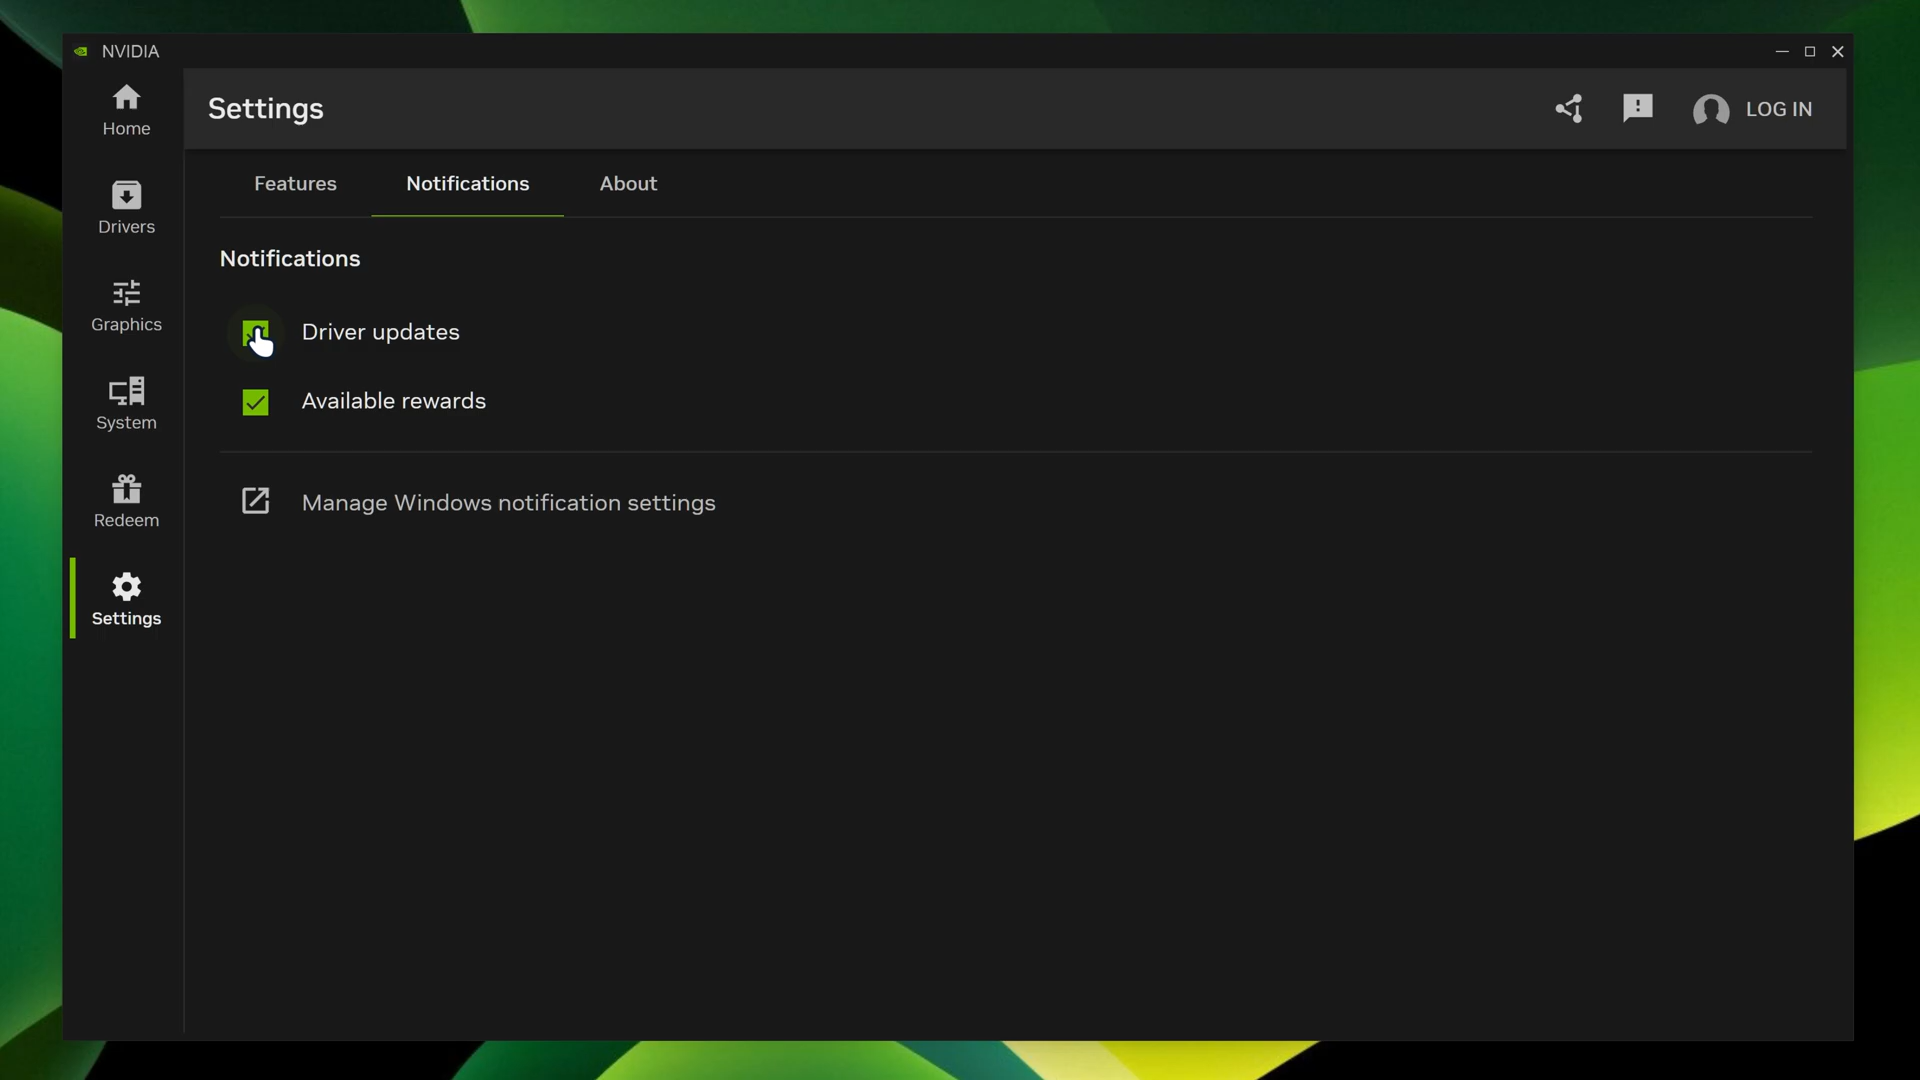 NVIDIA
Home
Drivers
Graphics
System
Redeem
Settings
Settings
LOG IN
Features
Notifications
About
Notifications
Driver updates
Available rewards
Manage Windows notification settings